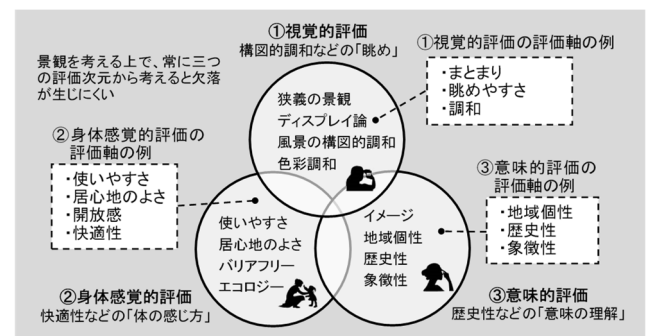 ①視覚的評価
構図的調和などの「眺め」
景観を考える上で、常に三つ
の評価次元から考えると欠落
が生じにくい
①視覚的評価の評価軸の例
・まとまり
・眺めやすさ
・調和
狭義の景観
ディスプレイ論
風景の構図的調和
色彩調和
②身体感覚的評価の
評価軸の例
・使いやすさ
・居心地のよさ
・開放感
・快適性
③意味的評価の
評価軸の例
・地域個性
・歴史性
・象徴性
使いやすさ
居心地のよさ
バリアフリー
エコロジー
イメージ
地域個性
歴史性
象徴性
②身体感覚的評価
快適性などの「体の感じ方」
③意味的評価
歴史性などの「意味の理解」